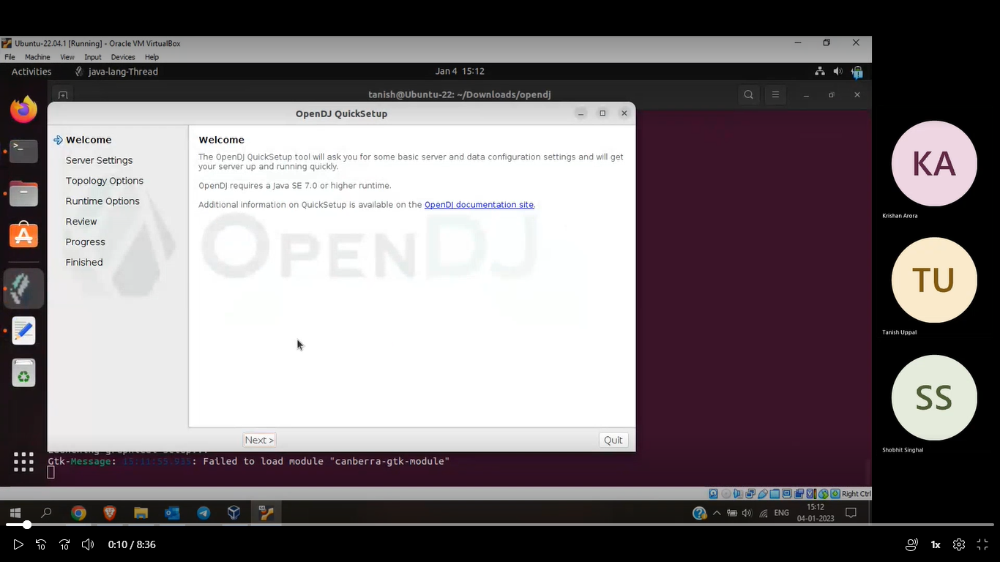 Ubuntu-22.04.1 [Running] - Oracle VM VirtualBox
File Machine View Input Devices Help
Activities java-lang-Thread Jan 4 15:12
tanish@Ubuntu-22: ~/Downloads/opendj
OpenDJ QuickSetup
Welcome
Server Settings
Topology Options
Runtime Options
Review
Progress
Finished
Welcome
The OpenDJ QuickSetup tool will ask you for some basic server and data configuration settings and will get
your server up and running quickly.
OpenDJ requires a Java SE 7.0 or higher runtime.
Additional information on QuickSetup is available on the OpenDJ documentation site.
OPENDJ
Next > Quit
Gtk-Message: 15:11:55.935: Failed to load module "canberra-gtk-module"
Right Ctrl
ENG
15:12
04-01-2023
KA
Krishan Arora
TU
Tanish Uppal
SS
Shobhit Singhal
10 10 0:10 / 8:36 1x